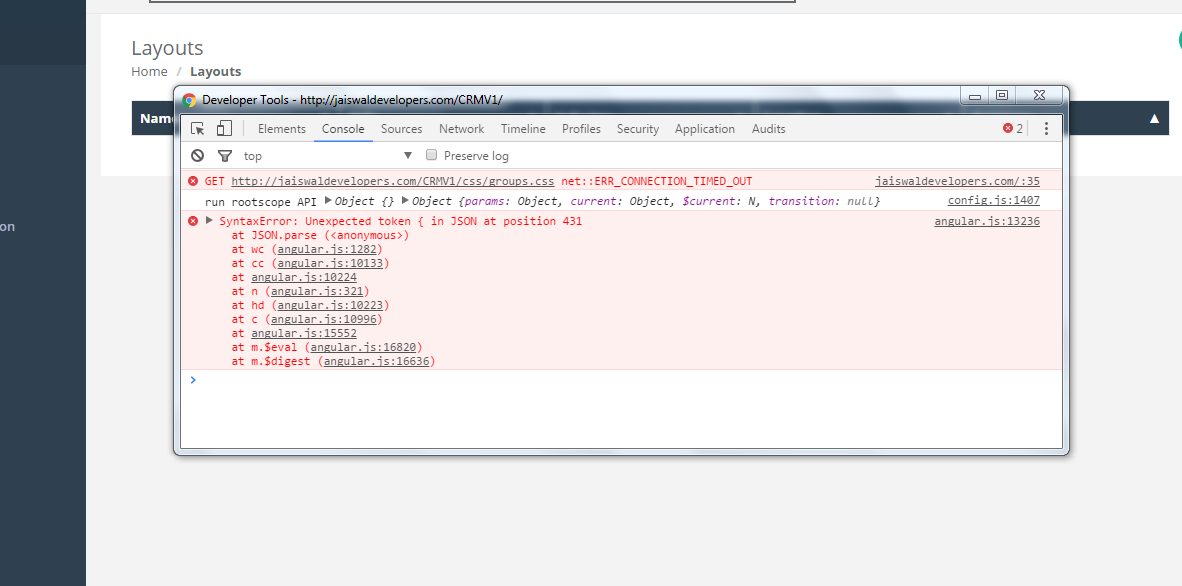 Layouts
Home / Layouts
Developer Tools - http://jaiswaldevelopers.com/CRMV1/
Name
Elements Console Sources Network Timeline Profiles Security Application Audits 2
top Preserve log
GET http://jaiswaldevelopers.com/CRMV1/css/groups.css net::ERR_CONNECTION_TIMED_OUT jaiswaldevelopers.com/:35
run rootscope API ▶Object {} ▶Object {params: Object, current: Object, $current: N, transition: null} config.js:1407
▶ SyntaxError: Unexpected token { in JSON at position 431 angular.js:13236
at JSON.parse (<anonymous>)
at wc (angular.js:1282)
at cc (angular.js:10133)
at angular.js:10224
at n (angular.js:321)
at hd (angular.js:10223)
at c (angular.js:10996)
at angular.js:15552
at m.$eval (angular.js:16820)
at m.$digest (angular.js:16636)
on